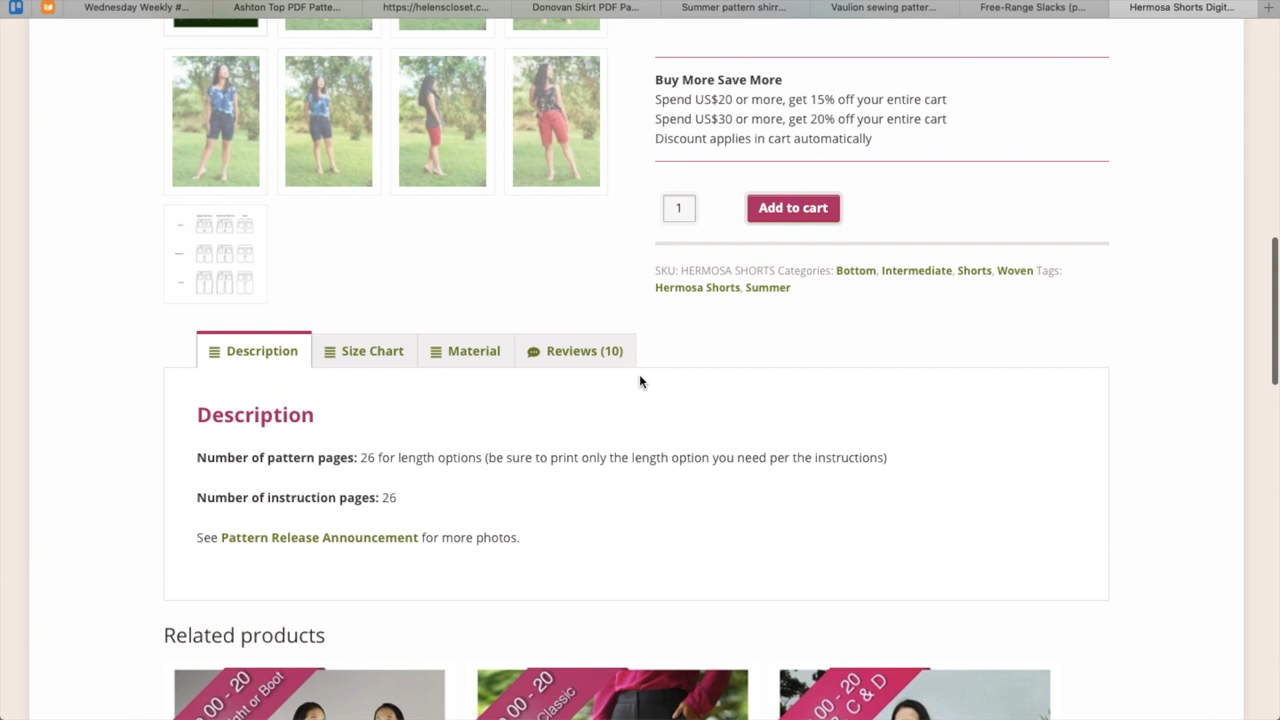 Wednesday Weekly #...
Ashton Top PDF Patte...
https://helenscloset.c...
Donovan Skirt PDF Pa...
Summer pattern shirr...
Vaulion sewing patter...
Free-Range Slacks (p...
Hermosa Shorts Digit...
Buy More Save More
Spend US$20 or more, get 15% off your entire cart
Spend US$30 or more, get 20% off your entire cart
Discount applies in cart automatically
1
Add to cart
SKU: HERMOSA SHORTS Categories: Bottom, Intermediate, Shorts, Woven Tags:
Hermosa Shorts, Summer
Description
Size Chart
Material
Reviews (10)
Description
Number of pattern pages: 26 for length options (be sure to print only the length option you need per the instructions)
Number of instruction pages: 26
See Pattern Release Announcement for more photos.
Related products
.00 - 20
ght or Boot
.00 - 20
Classic
.00 - 20
C & D